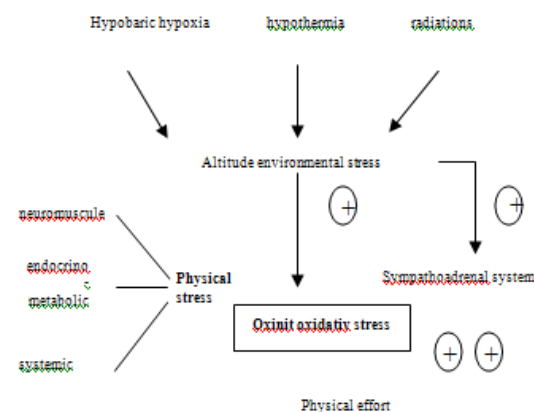 Hypobaric hypoxia hypothermia radiations
Altitude environmental stress
+ +
neuromuscule
endocrino
metabolic
Physical
stress
Sympathoadrenal system
Oxinit oxidativ stress
+ +
systemic
Physical effort